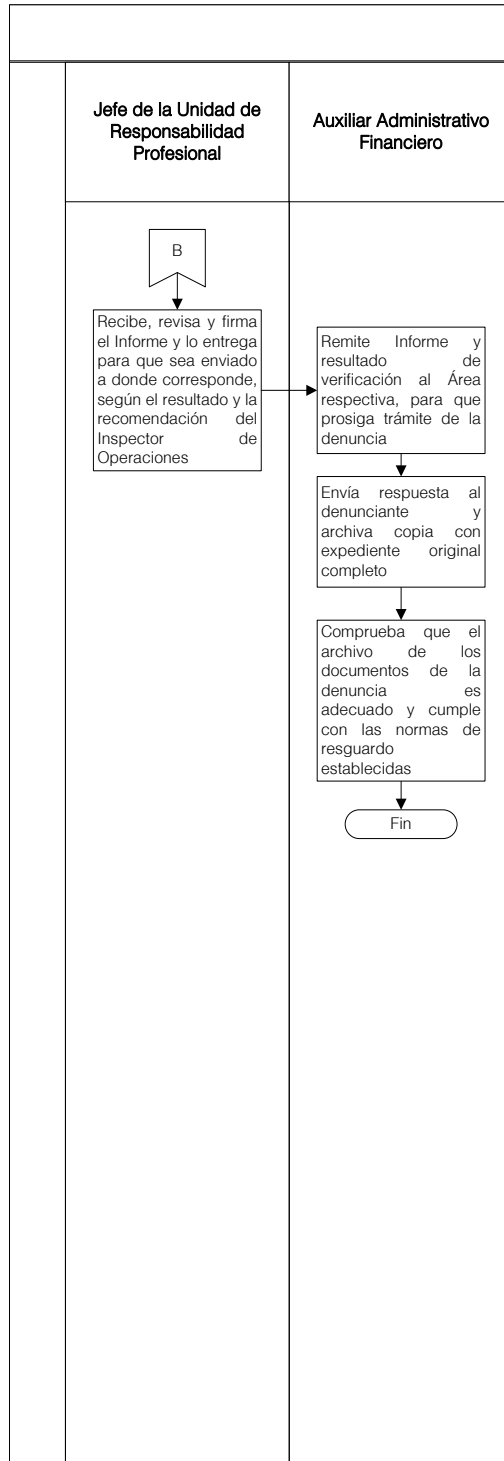 Jefe de la Unidad de
Responsabilidad
Profesional
Auxiliar Administrativo
Financiero
B
Recibe, revisa y firma
el Informe y lo entrega
para que sea enviado
a donde corresponde,
según el resultado y la
recomendación del
Inspector de
Operaciones
Remite Informe y
resultado de
verificación al Área
respectiva, para que
prosiga trámite de la
denuncia
Envía respuesta al
denunciante y
archiva copia con
expediente original
completo
Comprueba que el
archivo de los
documentos de la
denuncia es
adecuado y cumple
con las normas de
resguardo
establecidas
Fin